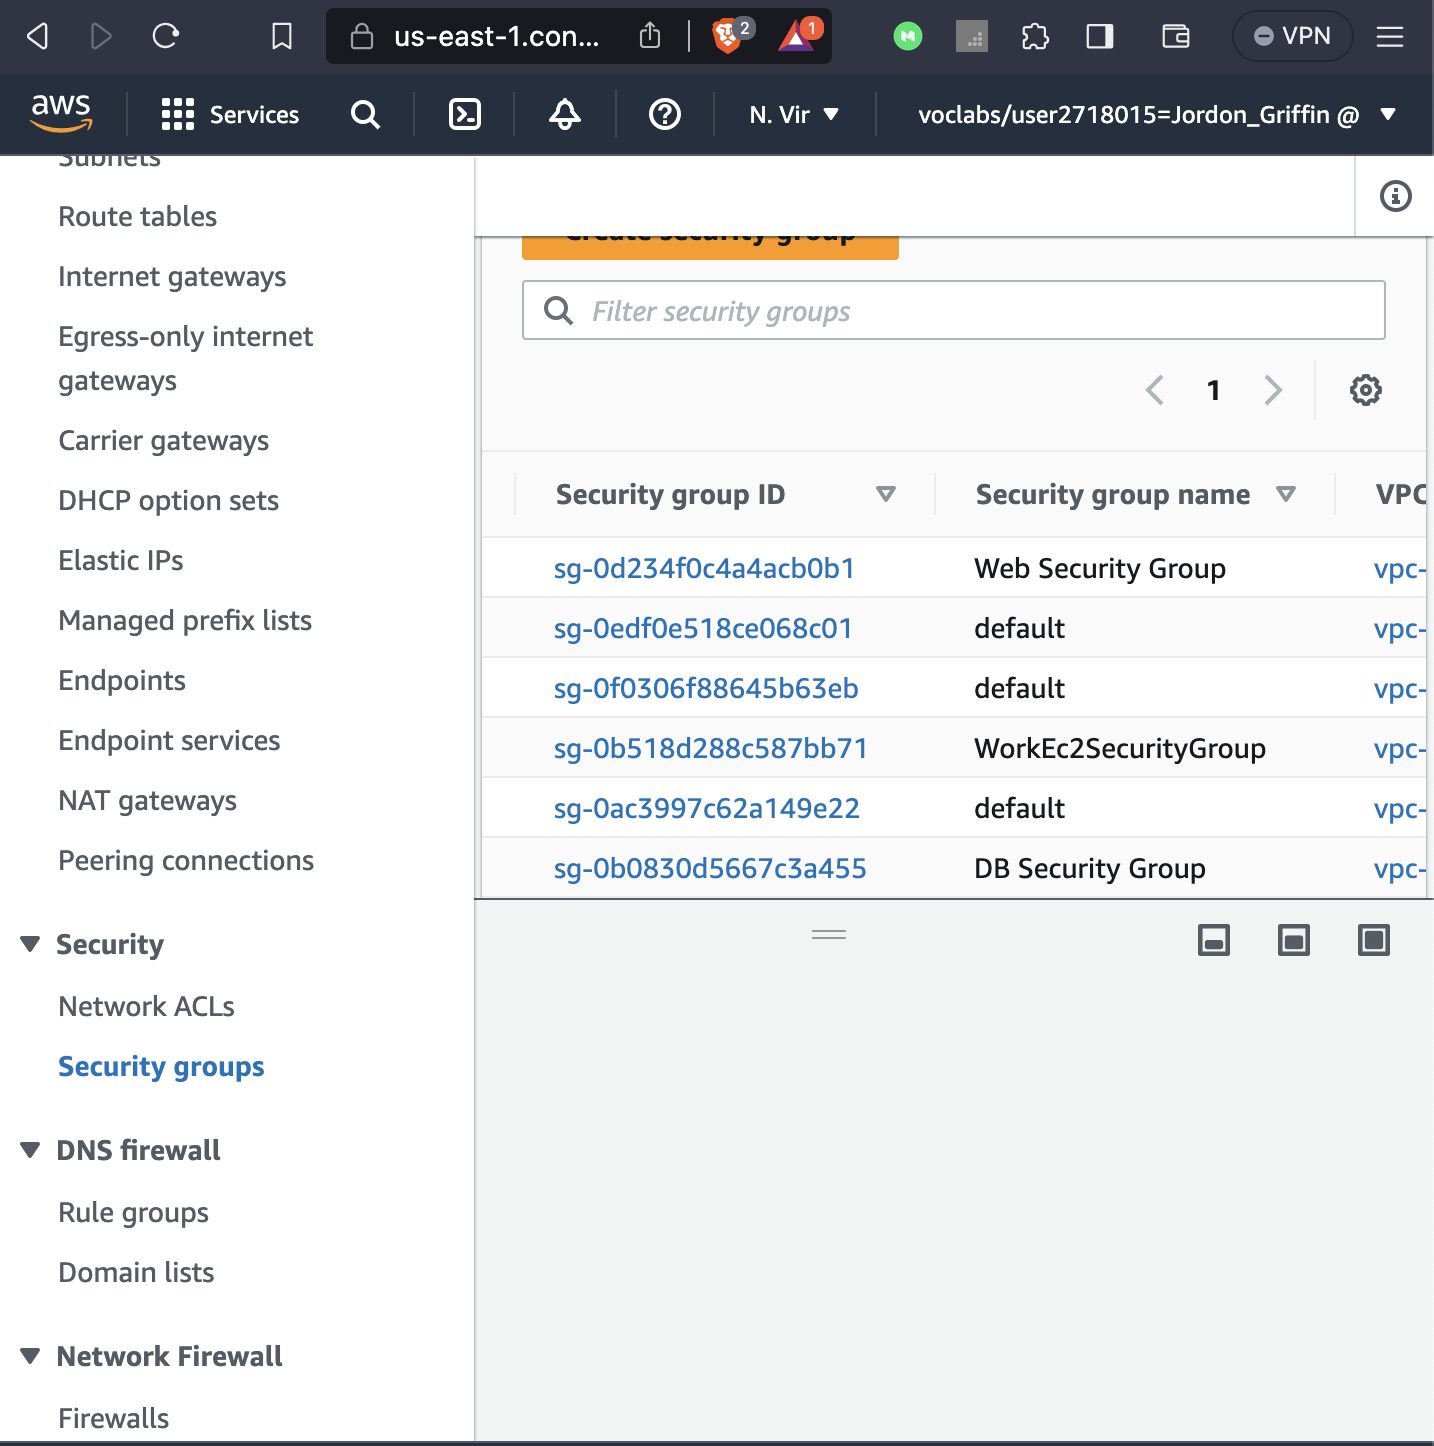 us-east-1.con...
2
1
VPN
aws
Services
N. Vir
voclabs/user2718015=Jordon_Griffin @
Subnets
Route tables
Internet gateways
Egress-only internet
gateways
Carrier gateways
DHCP option sets
Elastic IPs
Managed prefix lists
Endpoints
Endpoint services
NAT gateways
Peering connections
Security
Network ACLs
Security groups
DNS firewall
Rule groups
Domain lists
Network Firewall
Firewalls
Create security group
Filter security groups
1
Security group ID
Security group name
VPC
sg-0d234f0c4a4acb0b1
Web Security Group
vpc-
sg-0edf0e518ce068c01
default
vpc-
sg-0f0306f88645b63eb
default
vpc-
sg-0b518d288c587bb71
WorkEc2SecurityGroup
vpc-
sg-0ac3997c62a149e22
default
vpc-
sg-0b0830d5667c3a455
DB Security Group
vpc-